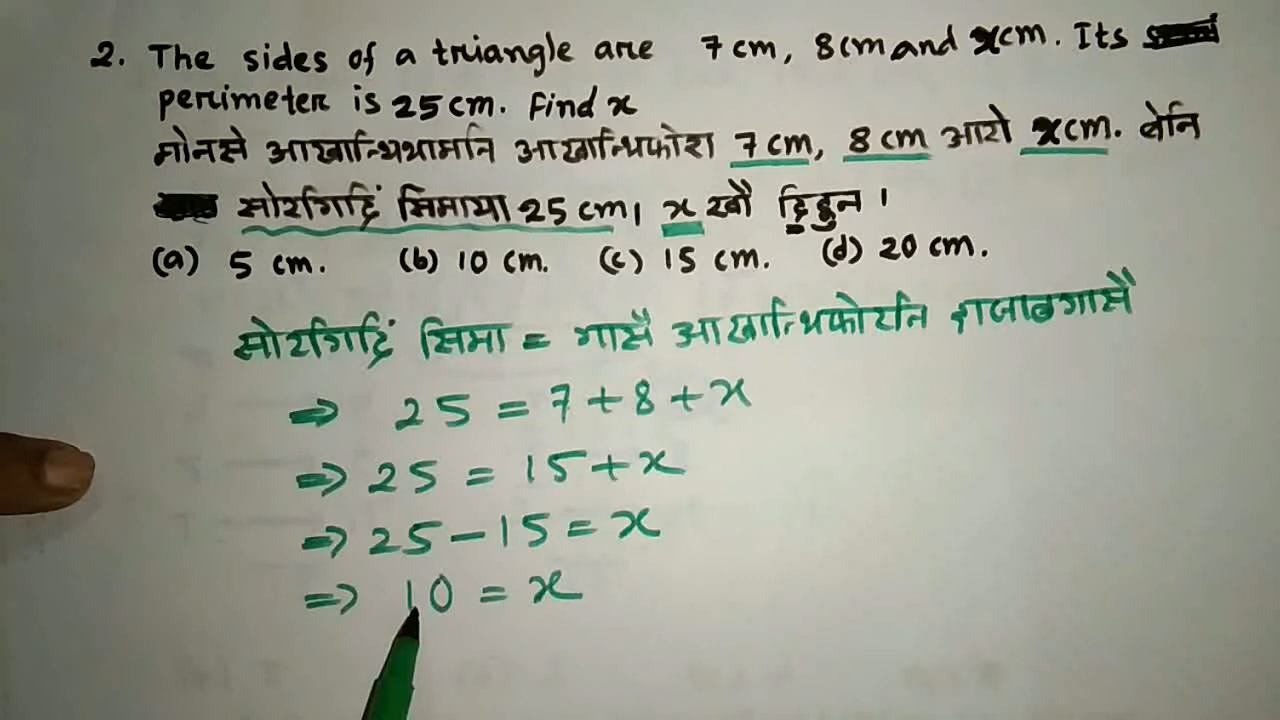 2. The sides of a triangle are 7 cm, 8 cm and x cm. Its
perimeter is 25 cm. Find x
मोनसे आखान्थिथामनि आखान्थिफोरा 7 cm, 8 cm आरो x cm. बेनि
सोरगिदिं सिमाया 25 cm, x खौ दिहुन।
(a) 5 cm. (b) 10 cm. (c) 15 cm. (d) 20 cm.
सोरगिदिं सिमा = गासै आखान्थिफोरनि दाजाबगासै
⇒ 25 = 7 + 8 + x
⇒ 25 = 15 + x
⇒ 25 - 15 = x
⇒ 10 = x